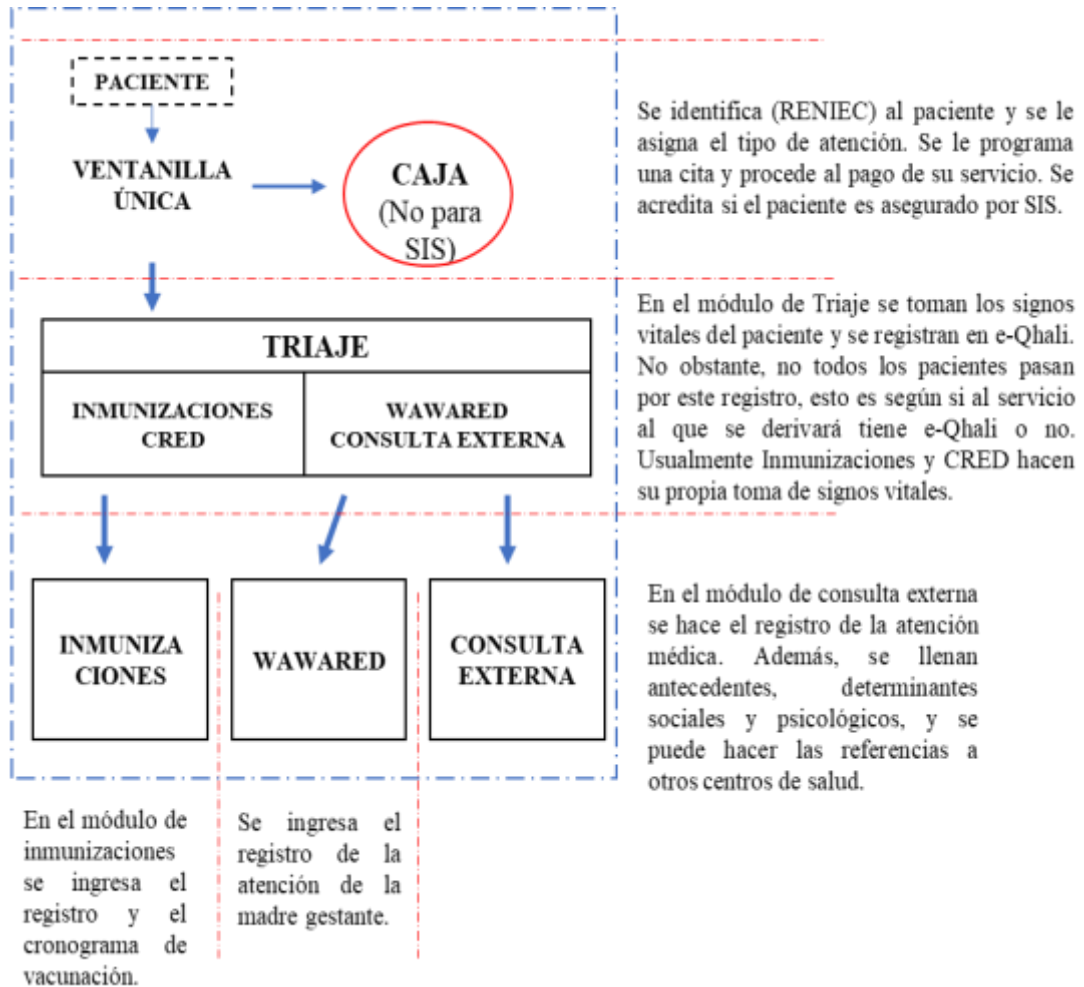 PACIENTE
VENTANILLA
ÚNICA
CAJA
(No para
SIS)
Se identifica (RENIEC) al paciente y se le
asigna el tipo de atención. Se le programa
una cita y procede al pago de su servicio. Se
acredita si el paciente es asegurado por SIS.
TRIAJE
INMUNIZACIONES
CRED
WAWARED
CONSULTA EXTERNA
En el módulo de Triaje se toman los signos
vitales del paciente y se registran en e-Qhali.
No obstante, no todos los pacientes pasan
por este registro, esto es según si al servicio
al que se derivará tiene e-Qhali o no.
Usualmente Inmunizaciones y CRED hacen
su propia toma de signos vitales.
INMUNIZA
CIONES
WAWARED
CONSULTA
EXTERNA
En el módulo de consulta externa
se hace el registro de la atención
médica. Además, se llenan
antecedentes, determinantes
sociales y psicológicos, y se
puede hacer las referencias a
otros centros de salud.
En el módulo de
inmunizaciones
se ingresa el
registro y el
cronograma de
vacunación.
Se ingresa el
registro de la
atención de la
madre gestante.